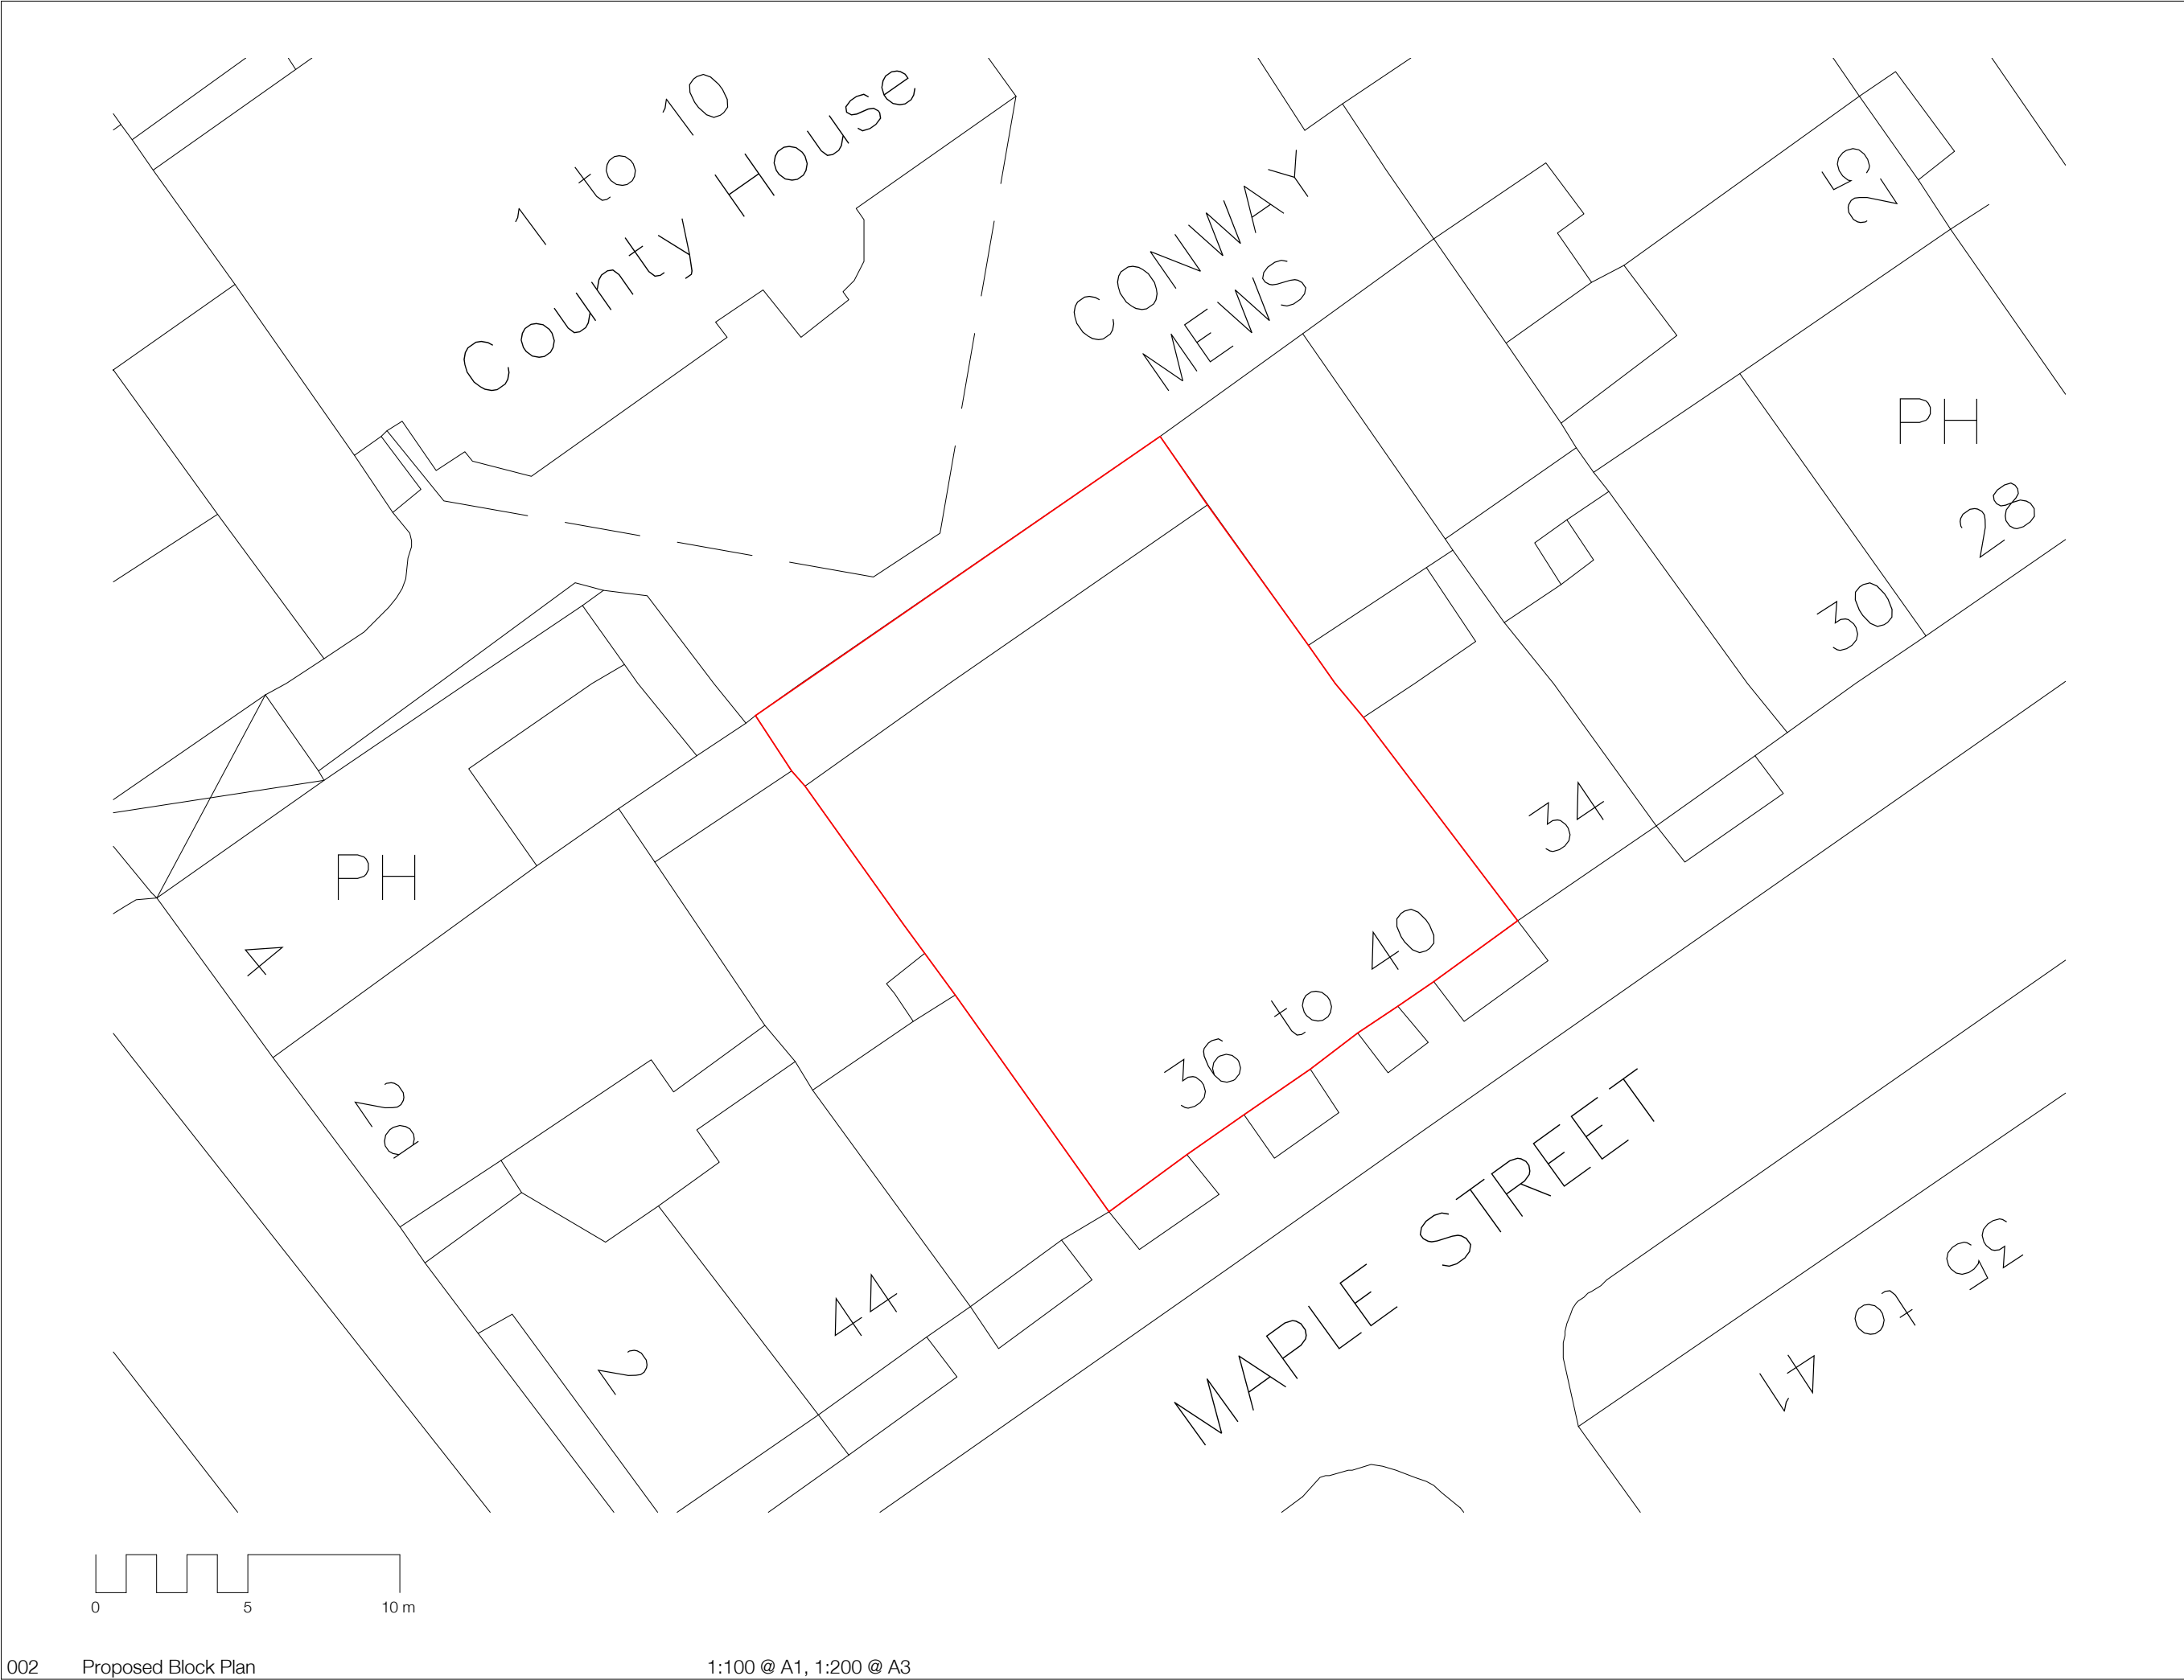 1 to 10
County House
CONWAY
MEWS
25
PH
28
30
34
36 to 40
PH
4
2a
2
44
MAPLE STREET
35 to 41
0 5 10 m
002 Proposed Block Plan 1:100 @ A1, 1:200 @ A3